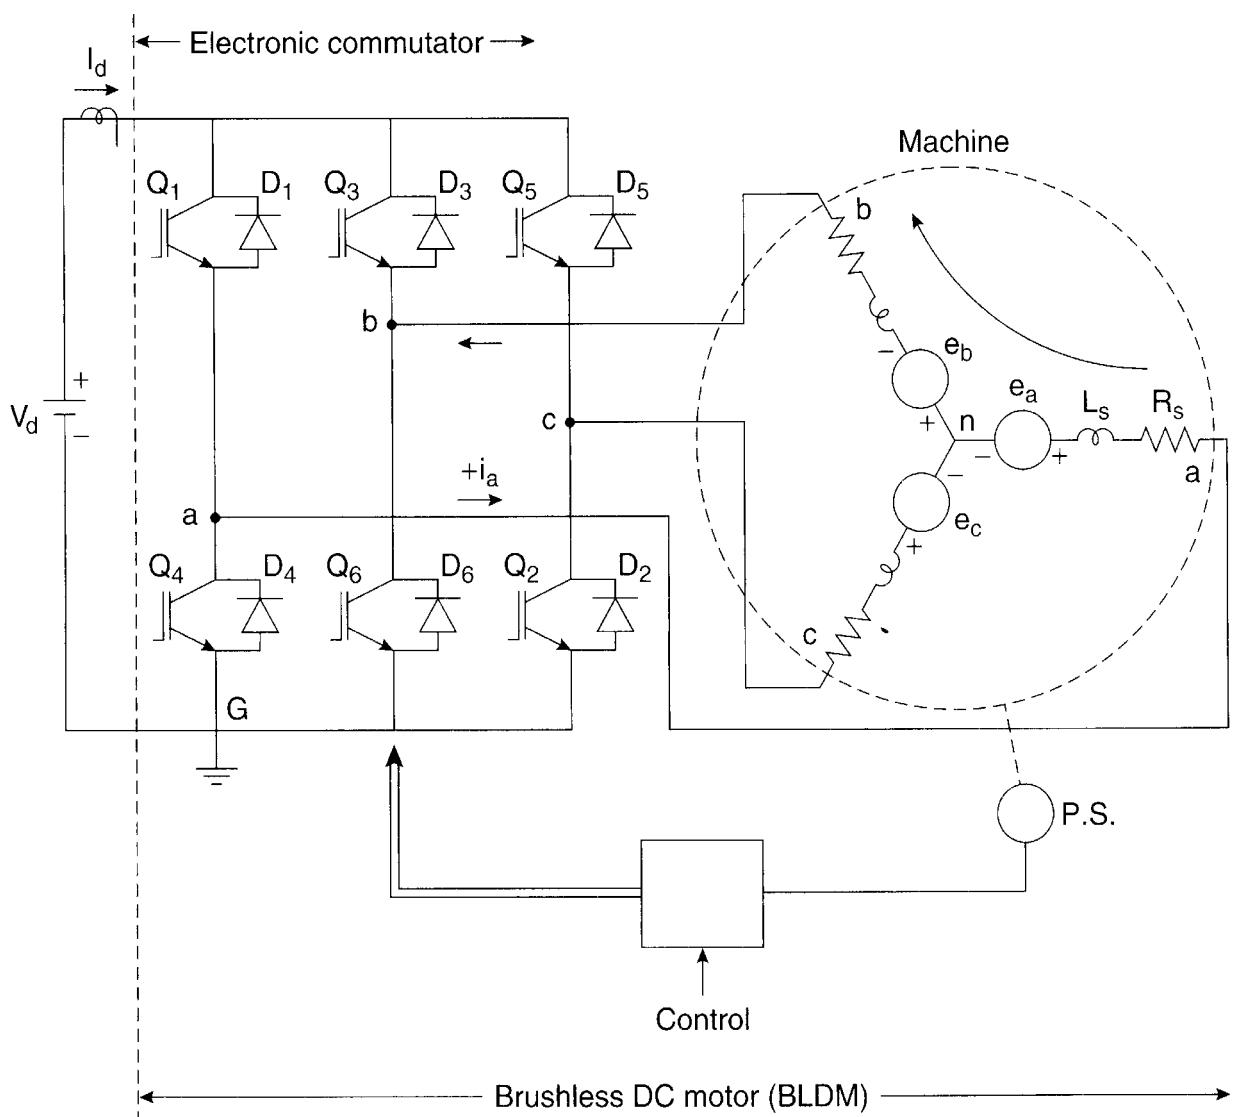 Electronic commutator
I_d
Machine
Q_1 D_1 Q_3 D_3 Q_5 D_5
b
b
e_b
+
−
V_d
c
n
e_a
L_s
R_s
−
+
− +
−
a
+i_a
e_c
+
a
Q_4 D_4 Q_6 D_6 Q_2 D_2
c
G
P.S.
Control
Brushless DC motor (BLDM)